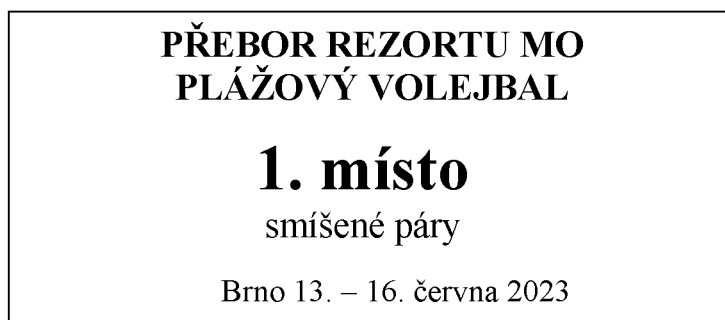 PŘEBOR REZORTU MO
PLÁŽOVÝ VOLEJBAL
1. místo
smíšené páry
Brno 13. – 16. června 2023